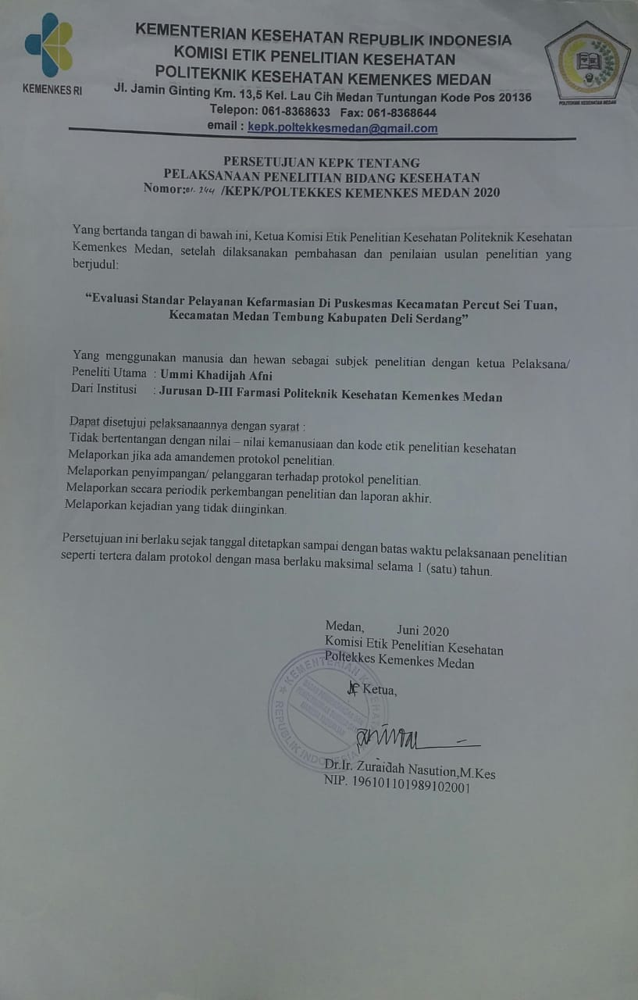 KEMENTERIAN KESEHATAN REPUBLIK INDONESIA
KOMISI ETIK PENELITIAN KESEHATAN
POLITEKNIK KESEHATAN KEMENKES MEDAN
Jl. Jamin Ginting Km. 13,5 Kel. Lau Cih Medan Tuntungan Kode Pos 20136
Telepon: 061-8368633 Fax: 061-8368644
email : kepk.poltekkesmedan@gmail.com
KEMENKES RI
POLITEKNIK KESEHATAN MEDAN
PERSETUJUAN KEPK TENTANG
PELAKSANAAN PENELITIAN BIDANG KESEHATAN
Nomor:01.244 /KEPK/POLTEKKES KEMENKES MEDAN 2020
Yang bertanda tangan di bawah ini, Ketua Komisi Etik Penelitian Kesehatan Politeknik Kesehatan
Kemenkes Medan, setelah dilaksanakan pembahasan dan penilaian usulan penelitian yang
berjudul:
“Evaluasi Standar Pelayanan Kefarmasian Di Puskesmas Kecamatan Percut Sei Tuan,
Kecamatan Medan Tembung Kabupaten Deli Serdang”
Yang menggunakan manusia dan hewan sebagai subjek penelitian dengan ketua Pelaksana/
Peneliti Utama : Ummi Khadijah Afni
Dari Institusi : Jurusan D-III Farmasi Politeknik Kesehatan Kemenkes Medan
Dapat disetujui pelaksanaannya dengan syarat :
Tidak bertentangan dengan nilai – nilai kemanusiaan dan kode etik penelitian kesehatan
Melaporkan jika ada amandemen protokol penelitian.
Melaporkan penyimpangan/ pelanggaran terhadap protokol penelitian.
Melaporkan secara periodik perkembangan penelitian dan laporan akhir.
Melaporkan kejadian yang tidak diinginkan.
Persetujuan ini berlaku sejak tanggal ditetapkan sampai dengan batas waktu pelaksanaan penelitian
seperti tertera dalam protokol dengan masa berlaku maksimal selama 1 (satu) tahun.
Medan, Juni 2020
Komisi Etik Penelitian Kesehatan
Poltekkes Kemenkes Medan
Ketua,
KEMENTERIAN KESEHATAN
REPUBLIK INDONESIA
Dr.Ir. Zuraidah Nasution,M.Kes
NIP. 196101101989102001